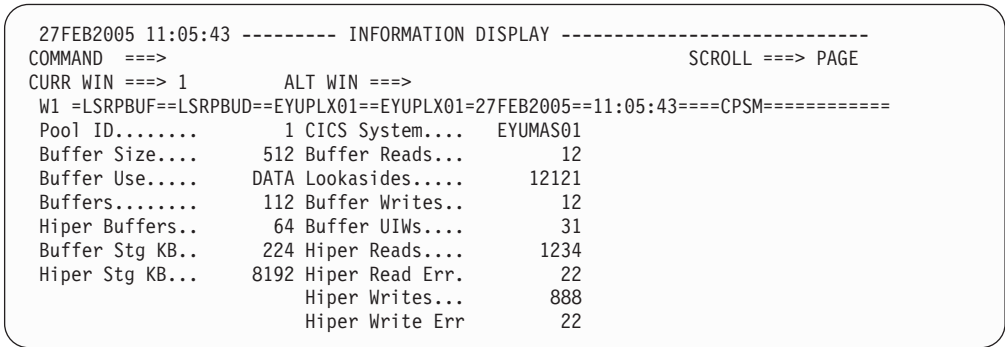 27FEB2005 11:05:43 --------- INFORMATION DISPLAY ----------------------------
COMMAND ===> SCROLL ===> PAGE
CURR WIN ===> 1 ALT WIN ===>
W1 =LSRPBUF==LSRPBUD==EYUPLX01==EYUPLX01=27FEB2005==11:05:43====CPSM============
Pool ID........ 1 CICS System.... EYUMAS01
Buffer Size.... 512 Buffer Reads... 12
Buffer Use..... DATA Lookasides..... 12121
Buffers........ 112 Buffer Writes.. 12
Hiper Buffers.. 64 Buffer UIWs.... 31
Buffer Stg KB.. 224 Hiper Reads.... 1234
Hiper Stg KB... 8192 Hiper Read Err. 22
Hiper Writes... 888
Hiper Write Err 22